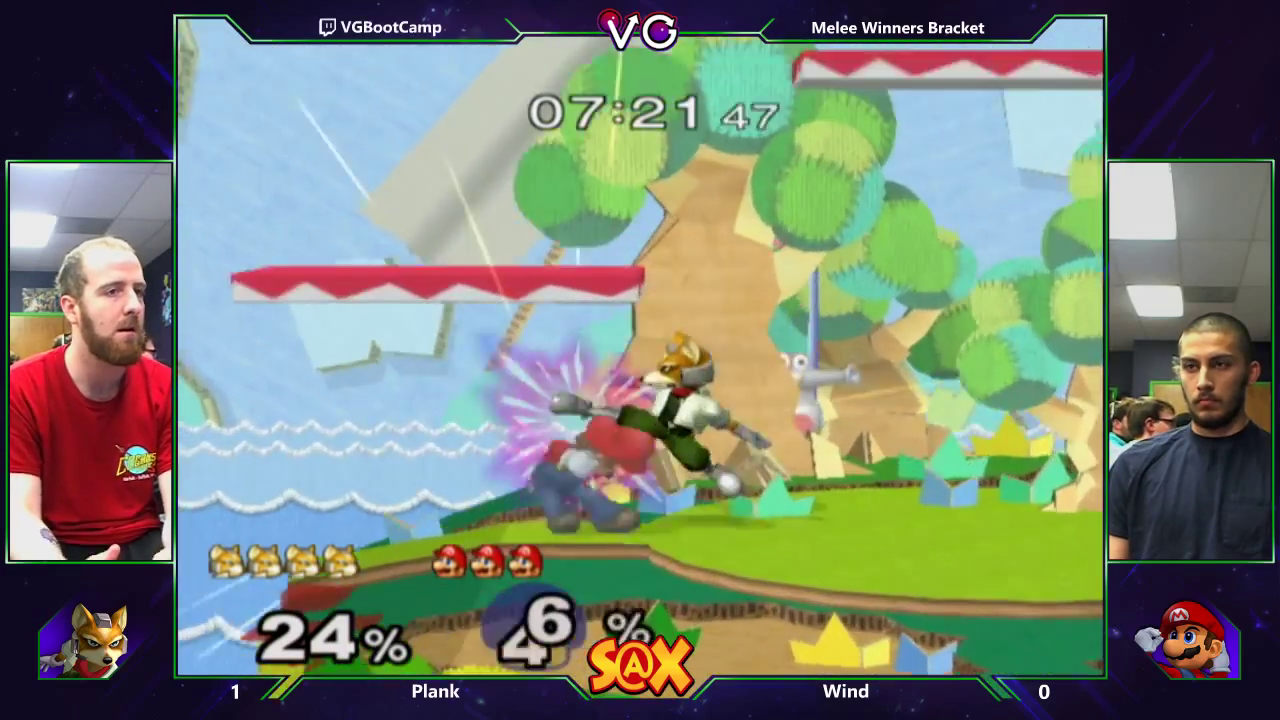 VGBootCamp
VG
Melee Winners Bracket
07:21 47
24%
46%
S@X
1
Plank
Wind
0